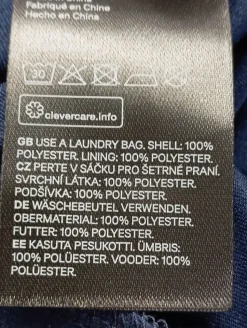 Fabriqué en Chine
Hecho en China
30
clevercare.info
GB USE A LAUNDRY BAG. SHELL: 100%
POLYESTER. LINING: 100% POLYESTER.
CZ PERTE V SÁČKU PRO ŠETRNÉ PRANÍ.
SVRCHNÍ LÁTKA: 100% POLYESTER.
PODŠÍVKA: 100% POLYESTER.
DE WÄSCHEBEUTEL VERWENDEN.
OBERMATERIAL: 100% POLYESTER.
FUTTER: 100% POLYESTER.
EE KASUTA PESUKOTTI. ÜMBRIS:
100% POLÜESTER. VOODER: 100%
POLÜESTER.